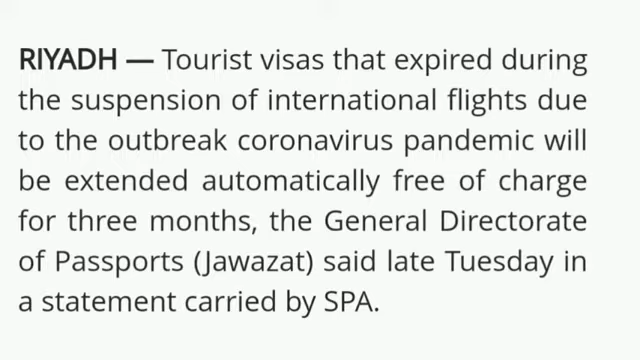 RIYADH — Tourist visas that expired during
the suspension of international flights due
to the outbreak coronavirus pandemic will
be extended automatically free of charge
for three months, the General Directorate
of Passports (Jawazat) said late Tuesday in
a statement carried by SPA.